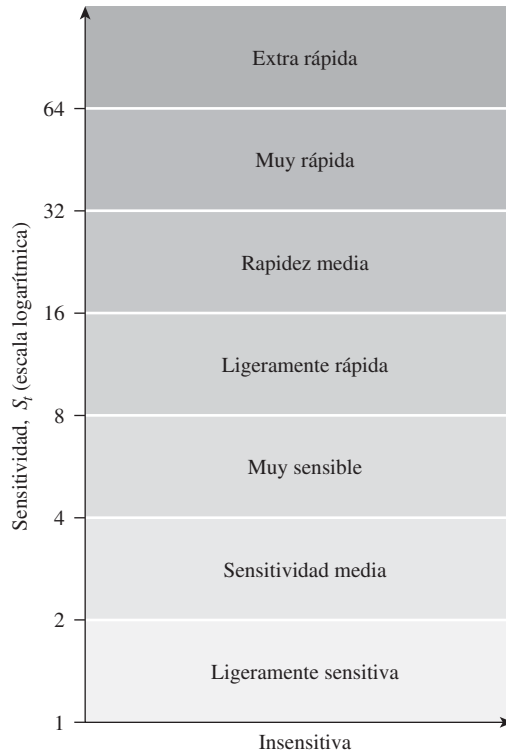 Extra rápida
64
Muy rápida
32
Rapidez media
16
Ligeramente rápida
8
Muy sensible
4
Sensitividad media
2
Ligeramente sensitiva
1
Insensitiva
Sensitividad, S_t (escala logarítmica)